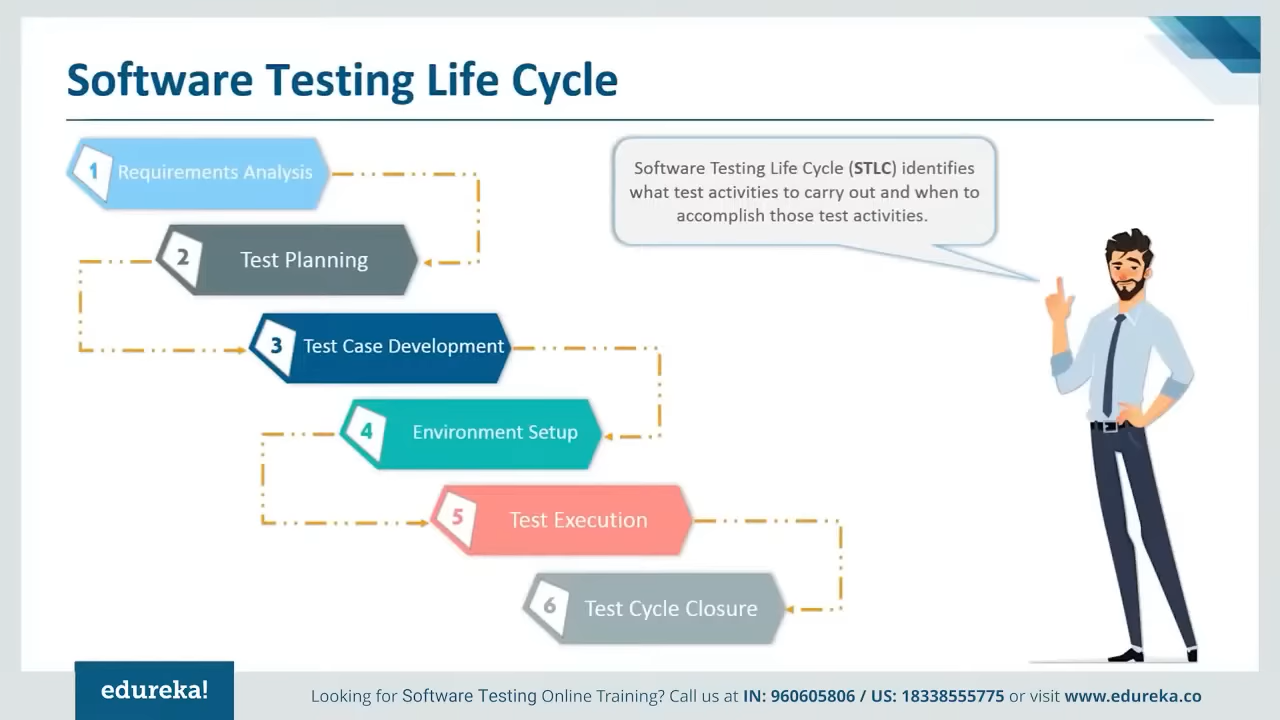 Software Testing Life Cycle
1 Requirements Analysis
2 Test Planning
3 Test Case Development
4 Environment Setup
5 Test Execution
6 Test Cycle Closure
Software Testing Life Cycle (STLC) identifies
what test activities to carry out and when to
accomplish those test activities.
edureka!
Looking for Software Testing Online Training? Call us at IN: 960605806 / US: 18338555775 or visit www.edureka.co